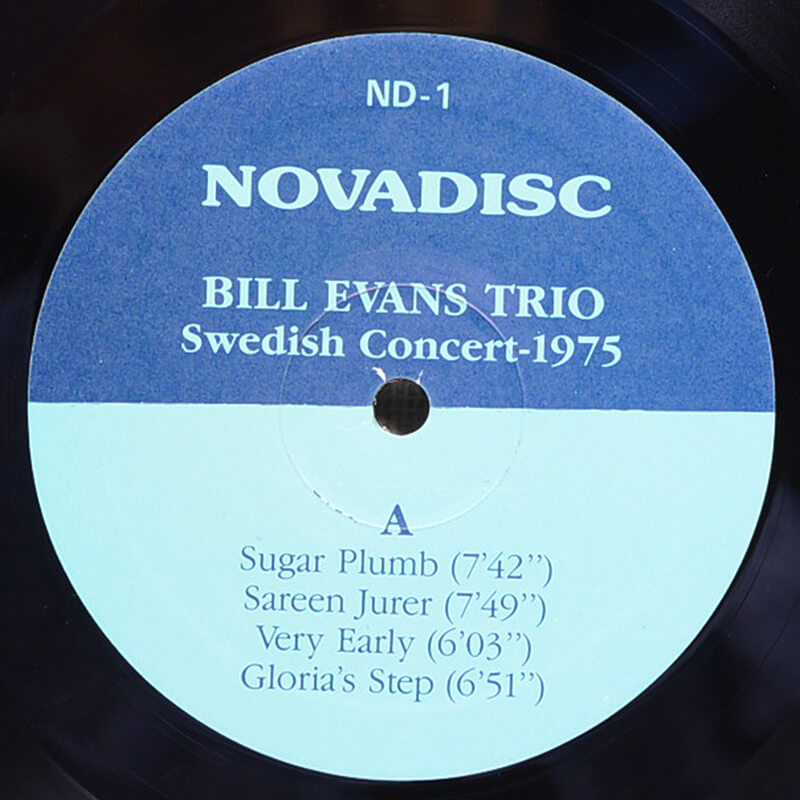 ND-1
NOVADISC
BILL EVANS TRIO
Swedish Concert-1975
A
Sugar Plumb (7'42'')
Sareen Jurer (7'49'')
Very Early (6'03'')
Gloria's Step (6'51'')